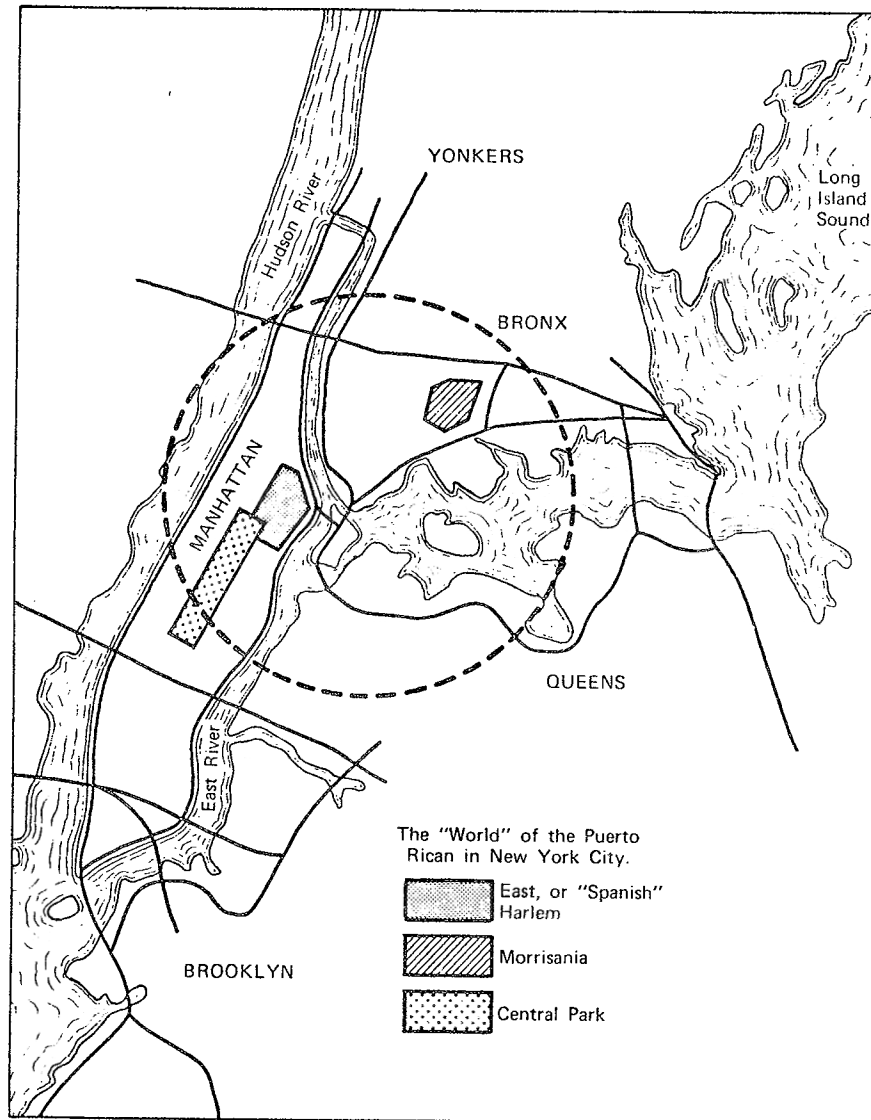 YONKERS
Hudson River
Long
Island
Sound
BRONX
MANHATTAN
QUEENS
East River
The "World" of the Puerto
Rican in New York City.
East, or "Spanish"
Harlem
Morrisania
BROOKLYN
Central Park